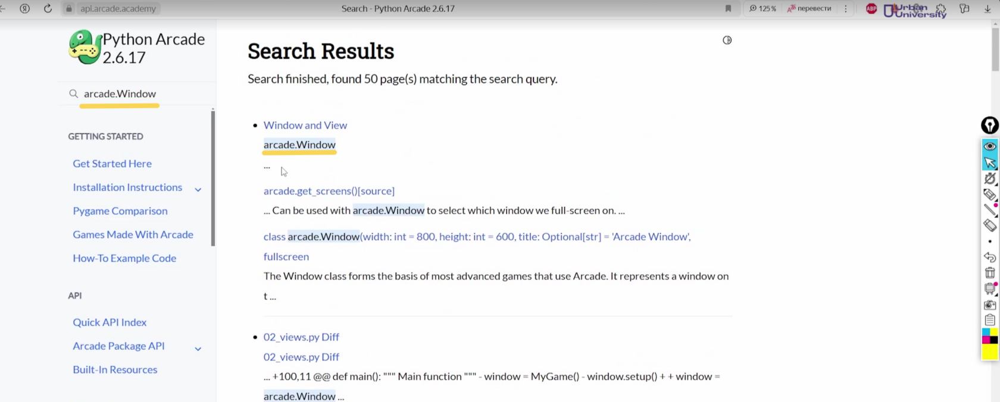 api.arcade.academy
Search - Python Arcade 2.6.17
125 %
перевести
ABP
Urban
University
Python Arcade
2.6.17
arcade.Window
GETTING STARTED
Get Started Here
Installation Instructions
Pygame Comparison
Games Made With Arcade
How-To Example Code
API
Quick API Index
Arcade Package API
Built-In Resources
Search Results
Search finished, found 50 page(s) matching the search query.
Window and View
arcade.Window
...
arcade.get_screens()[source]
... Can be used with arcade.Window to select which window we full-screen on. ...
class arcade.Window(width: int = 800, height: int = 600, title: Optional[str] = 'Arcade Window',
fullscreen
The Window class forms the basis of most advanced games that use Arcade. It represents a window on
t ...
02_views.py Diff
02_views.py Diff
... +100,11 @@ def main(): """ Main function """ - window = MyGame() - window.setup() + + window =
arcade.Window ...